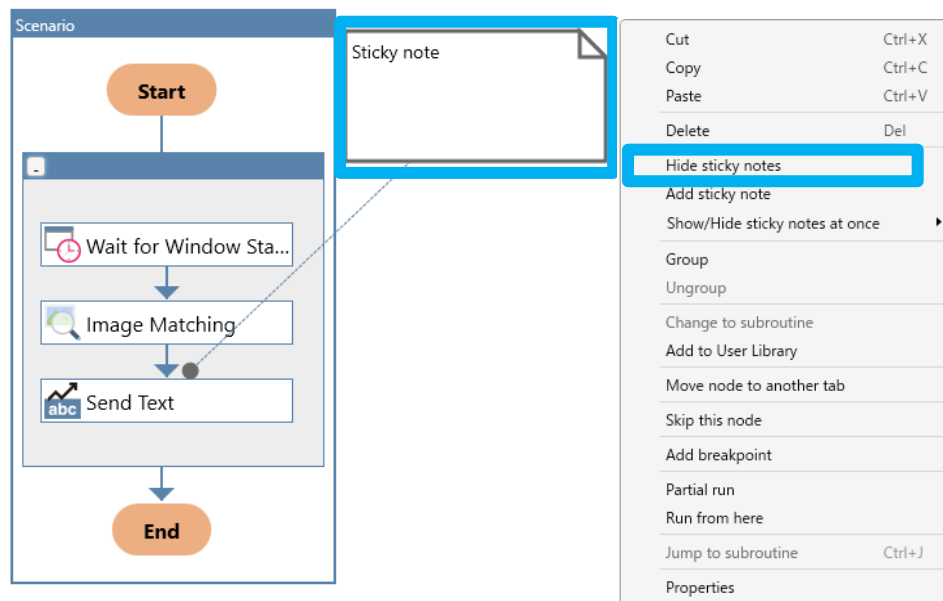 Scenario
Start
-
Wait for Window Sta...
Image Matching
abc
Send Text
End
Sticky note
Cut Ctrl+X
Copy Ctrl+C
Paste Ctrl+V
Delete Del
Hide sticky notes
Add sticky note
Show/Hide sticky notes at once
Group
Ungroup
Change to subroutine
Add to User Library
Move node to another tab
Skip this node
Add breakpoint
Partial run
Run from here
Jump to subroutine Ctrl+J
Properties